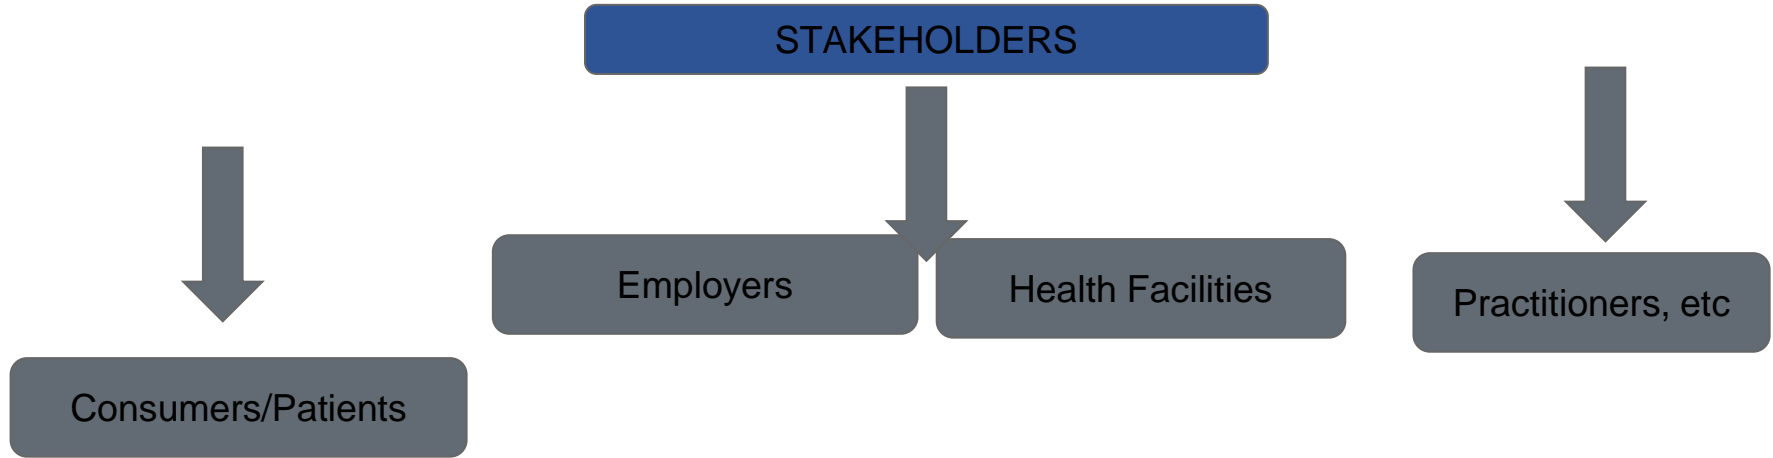 STAKEHOLDERS
Employers
Health Facilities
Practitioners, etc
Consumers/Patients